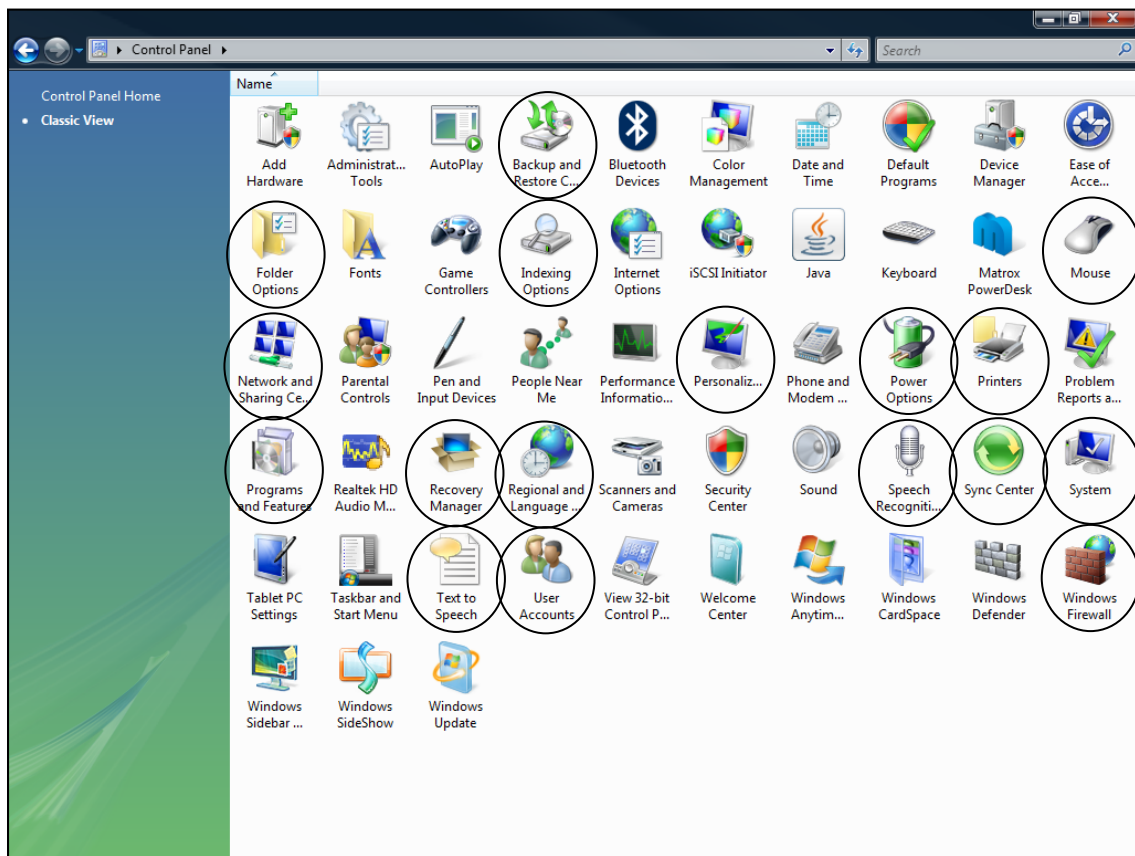 Control Panel
Search
Name
Control Panel Home
Classic View
Add Hardware
Administrat... Tools
AutoPlay
Backup and Restore C...
Bluetooth Devices
Color Management
Date and Time
Default Programs
Device Manager
Ease of Acce...
Folder Options
Fonts
Game Controllers
Indexing Options
Internet Options
iSCSI Initiator
Java
Keyboard
Matrox PowerDesk
Mouse
Network and Sharing Ce...
Parental Controls
Pen and Input Devices
People Near Me
Performance Informatio...
Personaliz...
Phone and Modem ...
Power Options
Printers
Problem Reports a...
Programs and Features
Realtek HD Audio M...
Recovery Manager
Regional and Language ...
Scanners and Cameras
Security Center
Sound
Speech Recogniti...
Sync Center
System
Tablet PC Settings
Taskbar and Start Menu
Text to Speech
User Accounts
View 32-bit Control P...
Welcome Center
Windows Anytim...
Windows CardSpace
Windows Defender
Windows Firewall
Windows Sidebar ...
Windows SideShow
Windows Update